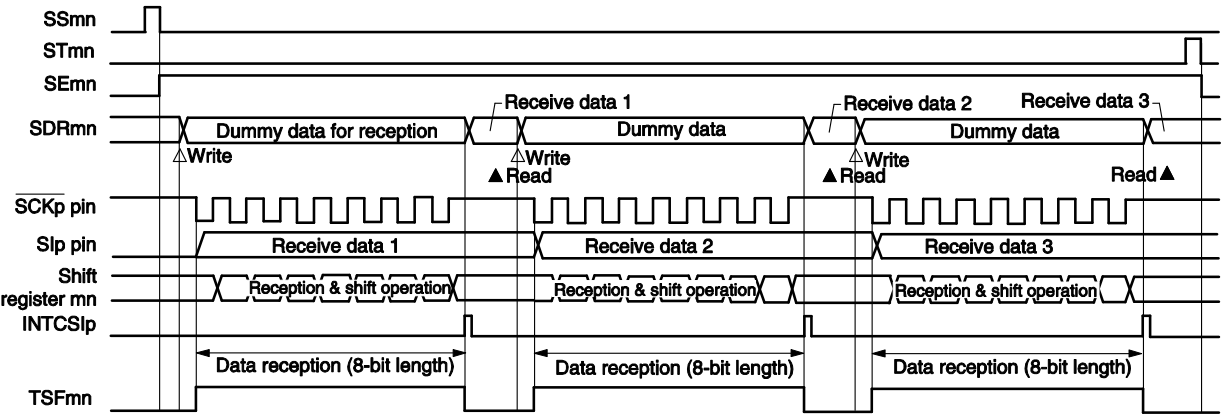 SSmn
STmn
SEmn
Receive data 1
Receive data 2
Receive data 3
SDRmn
Dummy data for reception
Dummy data
Dummy data
Write
Write
Write
Read
Read
Read
SCKp pin
SIp pin
Receive data 1
Receive data 2
Receive data 3
Shift
register mn
Reception & shift operation
Reception & shift operation
Reception & shift operation
INTCSIp
Data reception (8-bit length)
Data reception (8-bit length)
Data reception (8-bit length)
TSFmn